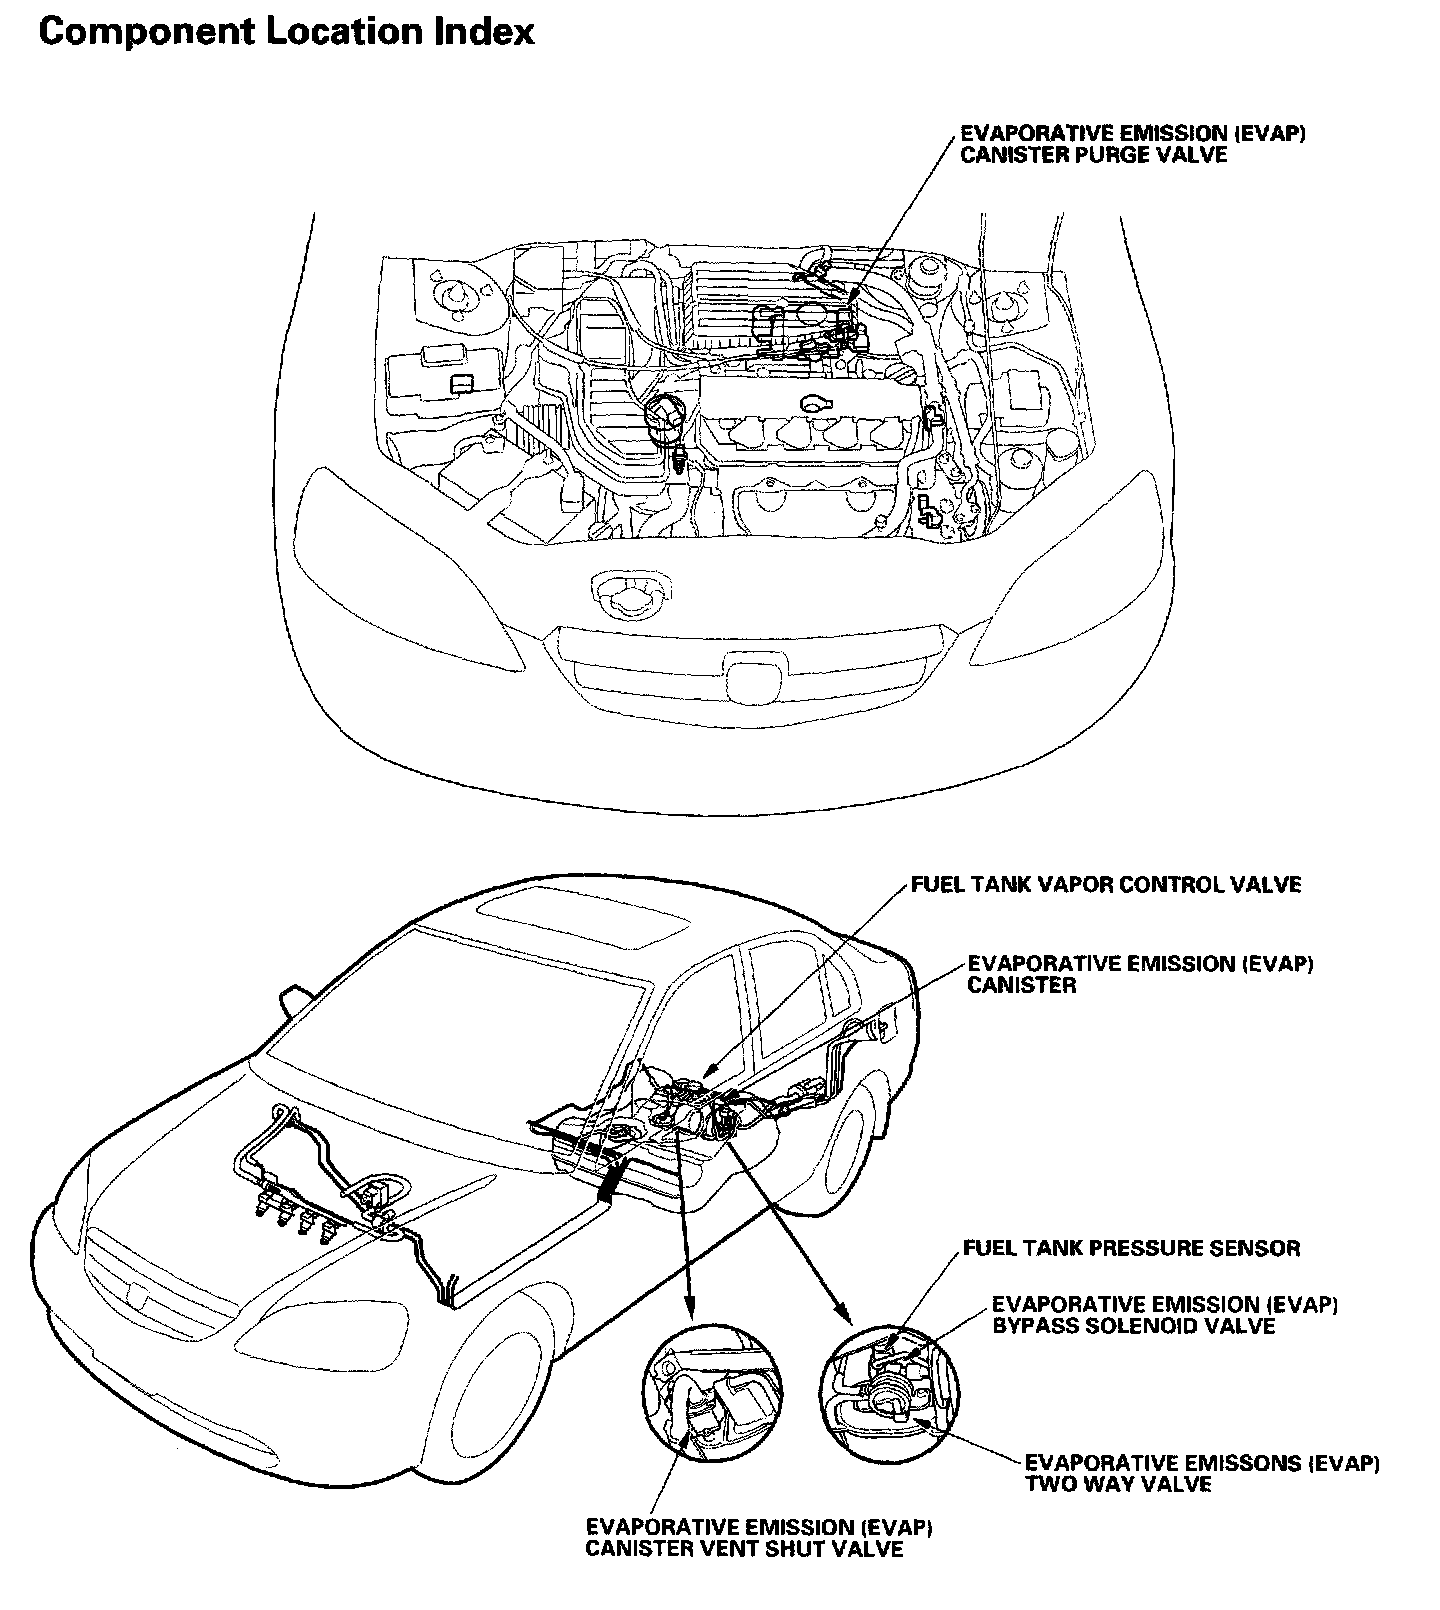 Component Location Index
EVAPORATIVE EMISSION (EVAP)
CANISTER PURGE VALVE
FUEL TANK VAPOR CONTROL VALVE
EVAPORATIVE EMISSION (EVAP)
CANISTER
FUEL TANK PRESSURE SENSOR
EVAPORATIVE EMISSION (EVAP)
BYPASS SOLENOID VALVE
EVAPORATIVE EMISSONS (EVAP)
TWO WAY VALVE
EVAPORATIVE EMISSION (EVAP)
CANISTER VENT SHUT VALVE